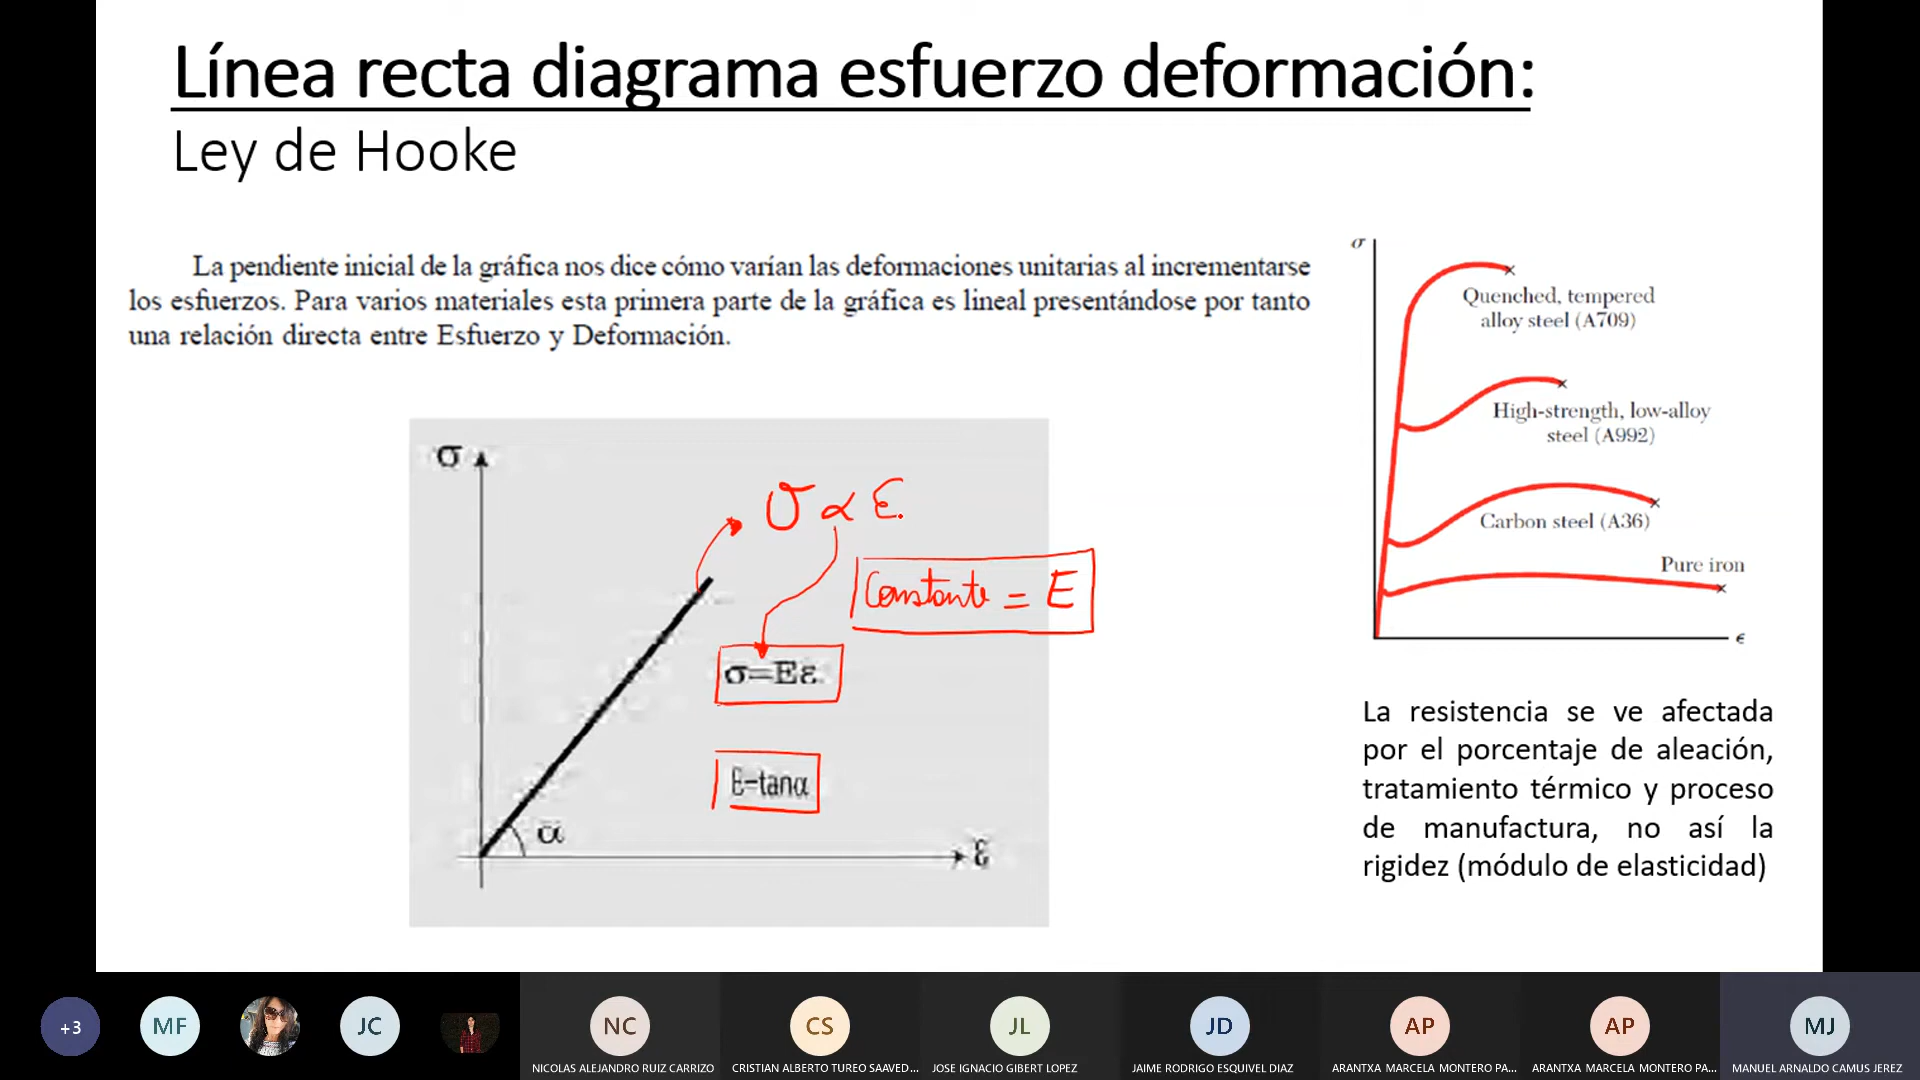 Línea recta diagrama esfuerzo deformación:
Ley de Hooke
La pendiente inicial de la gráfica nos dice cómo varían las deformaciones unitarias al incrementarse
los esfuerzos. Para varios materiales esta primera parte de la gráfica es lineal presentándose por tanto
una relación directa entre Esfuerzo y Deformación.
σ
σ ∝ ε.
Constante = E
σ=Eε.
E=tanα
α
ε
σ
Quenched, tempered
alloy steel (A709)
High-strength, low-alloy
steel (A992)
Carbon steel (A36)
Pure iron
ϵ
La resistencia se ve afectada
por el porcentaje de aleación,
tratamiento térmico y proceso
de manufactura, no así la
rigidez (módulo de elasticidad)
+3
MF
JC
NC
CS
JL
JD
AP
AP
MJ
NICOLAS ALEJANDRO RUIZ CARRIZO
CRISTIAN ALBERTO TUREO SAAVED...
JOSE IGNACIO GIBERT LOPEZ
JAIME RODRIGO ESQUIVEL DIAZ
ARANTXA MARCELA MONTERO PA...
ARANTXA MARCELA MONTERO PA...
MANUEL ARNALDO CAMUS JEREZ